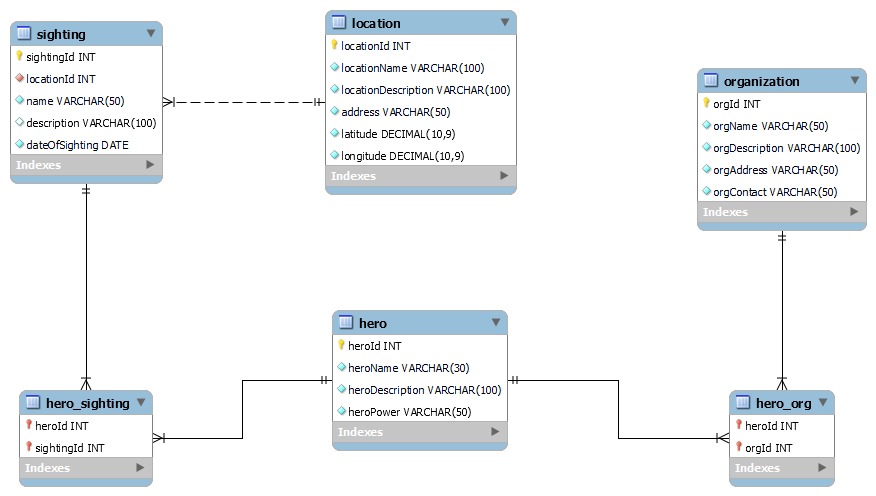 sighting
sightingId INT
locationId INT
name VARCHAR(50)
description VARCHAR(100)
dateOfSighting DATE
Indexes
location
locationId INT
locationName VARCHAR(100)
locationDescription VARCHAR(100)
address VARCHAR(50)
latitude DECIMAL(10,9)
longitude DECIMAL(10,9)
Indexes
organization
orgId INT
orgName VARCHAR(50)
orgDescription VARCHAR(100)
orgAddress VARCHAR(50)
orgContact VARCHAR(50)
Indexes
hero
heroId INT
heroName VARCHAR(30)
heroDescription VARCHAR(100)
heroPower VARCHAR(50)
Indexes
hero_sighting
heroId INT
sightingId INT
Indexes
hero_org
heroId INT
orgId INT
Indexes